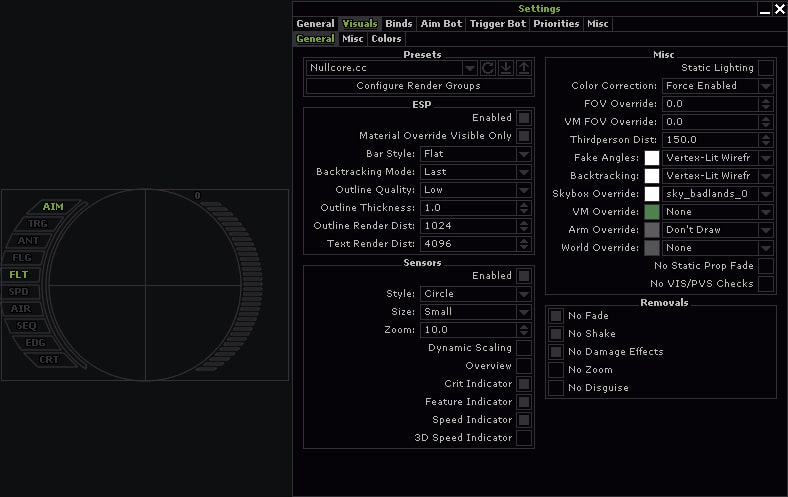 Settings
General Visuals Binds Aim Bot Trigger Bot Priorities Misc
General Misc Colors
Presets
Nullcore.cc
Configure Render Groups
ESP
Enabled
Material Override Visible Only
Bar Style: Flat
Backtracking Mode: Last
Outline Quality: Low
Outline Thickness: 1.0
Outline Render Dist: 1024
Text Render Dist: 4096
Sensors
Enabled
Style: Circle
Size: Small
Zoom: 10.0
Dynamic Scaling
Overview
Crit Indicator
Feature Indicator
Speed Indicator
3D Speed Indicator
Misc
Static Lighting
Color Correction: Force Enabled
FOV Override: 0.0
VM FOV Override: 0.0
Thirdperson Dist: 150.0
Fake Angles: Vertex-Lit Wirefr
Backtracking: Vertex-Lit Wirefr
Skybox Override: sky_badlands_0
VM Override: None
Arm Override: Don't Draw
World Override: None
No Static Prop Fade
No VIS/PVS Checks
Removals
No Fade
No Shake
No Damage Effects
No Zoom
No Disguise
AIM
TRG
ANT
FLG
FLT
SPD
AIR
SEQ
EDG
CRT
0